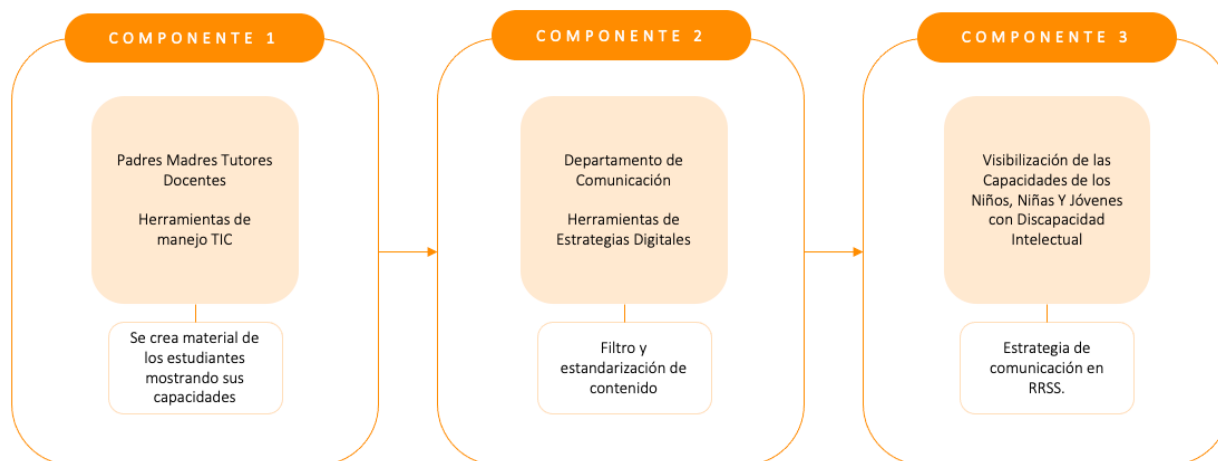 COMPONENTE 1
Padres Madres Tutores
Docentes
Herramientas de
manejo TIC
Se crea material de
los estudiantes
mostrando sus
capacidades
COMPONENTE 2
Departamento de
Comunicación
Herramientas de
Estrategias Digitales
Filtro y
estandarización de
contenido
COMPONENTE 3
Visibilización de las
Capacidades de los
Niños, Niñas Y Jóvenes
con Discapacidad
Intelectual
Estrategia de
comunicación en
RRSS.